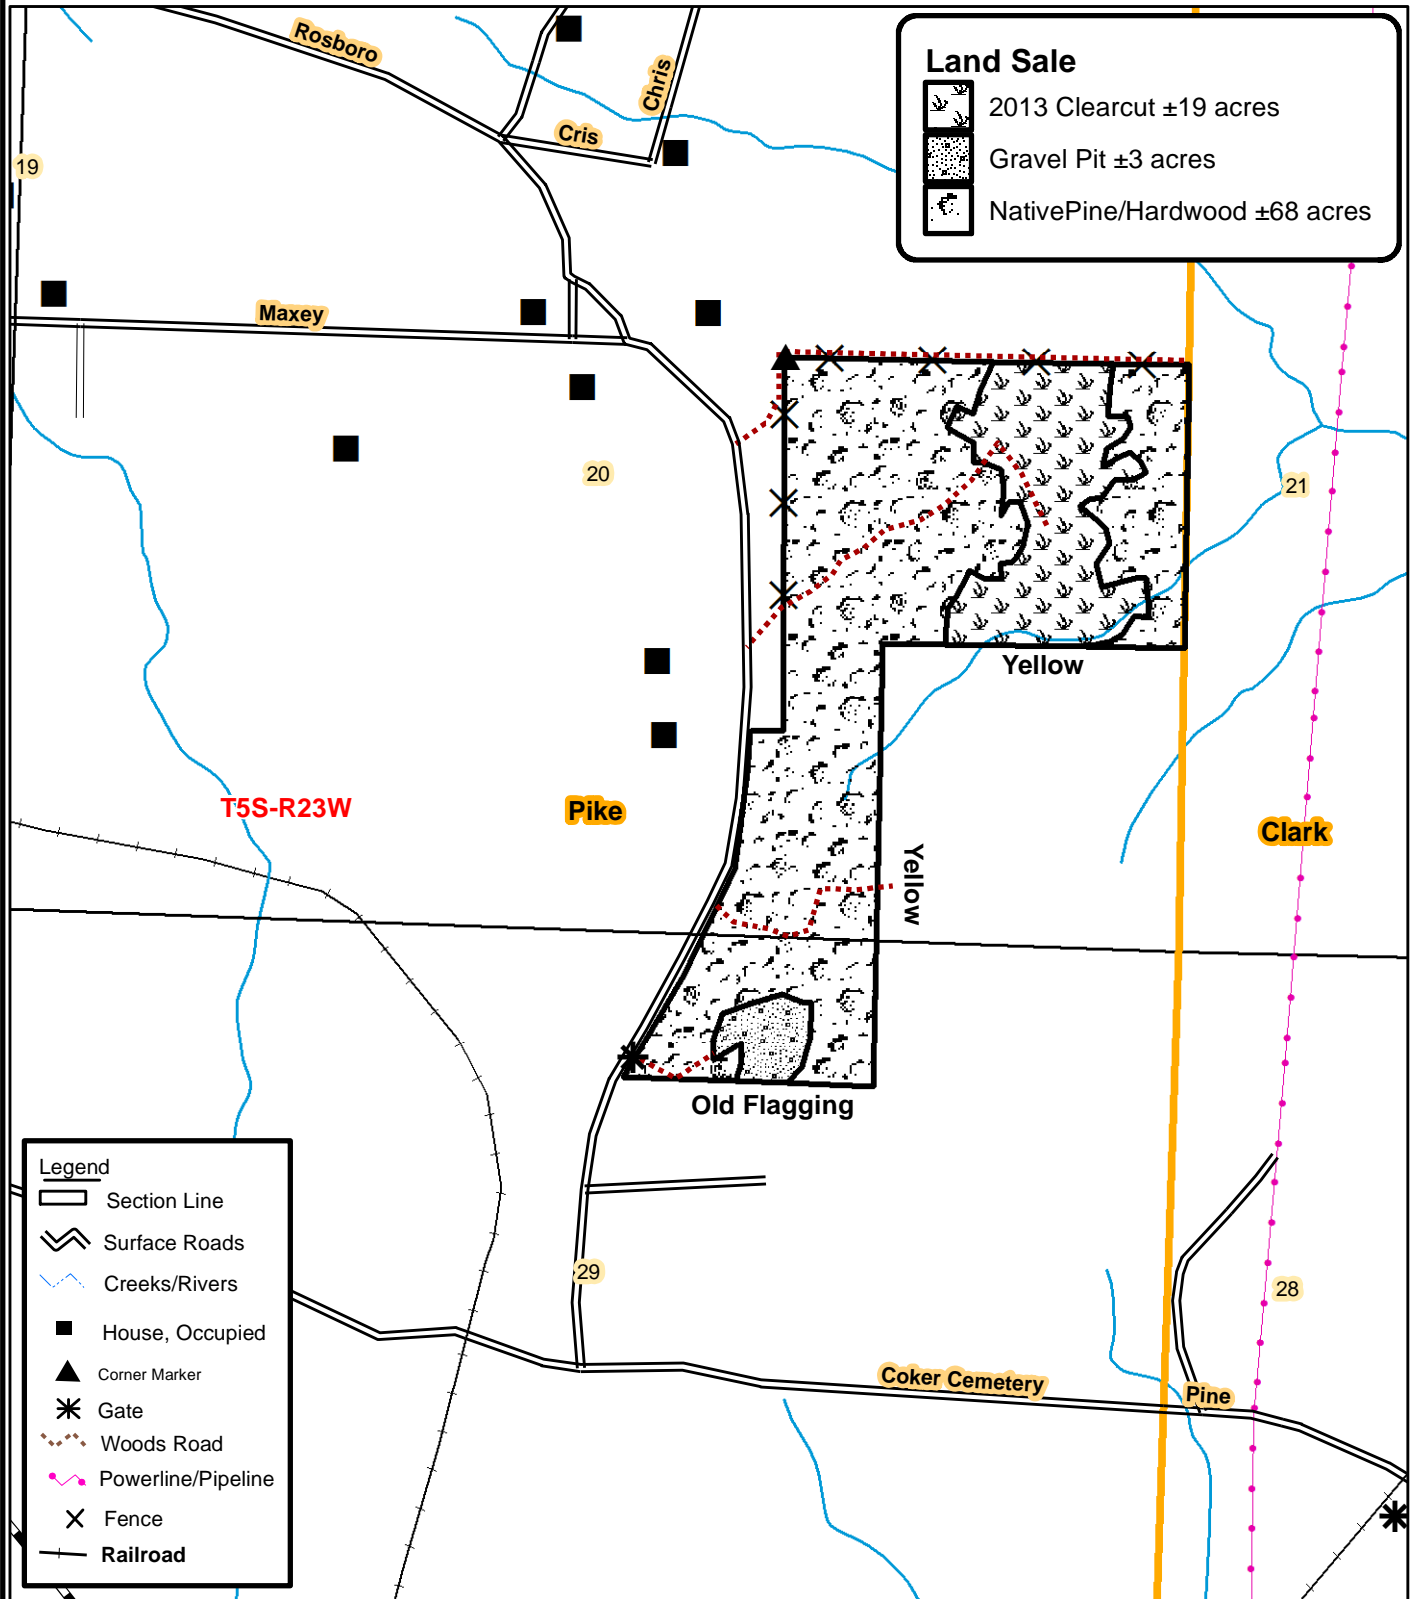 Rosboro
Chris
Cris
Land Sale
2013 Clearcut ±19 acres
Gravel Pit ±3 acres
NativePine/Hardwood ±68 acres
19
Maxey
20
21
Yellow
T5S-R23W
Pike
Clark
Yellow
Old Flagging
Legend
Section Line
Surface Roads
Creeks/Rivers
House, Occupied
Corner Marker
Gate
Woods Road
Powerline/Pipeline
Fence
Railroad
29
28
Coker Cemetery
Pine